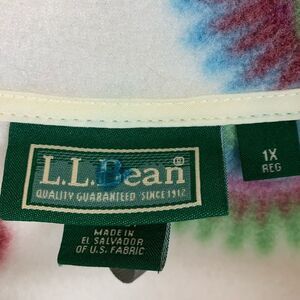 L.L.Bean®
QUALITY GUARANTEED SINCE 1912
1X
REG
MADE IN
EL SALVADOR
OF U.S. FABRIC